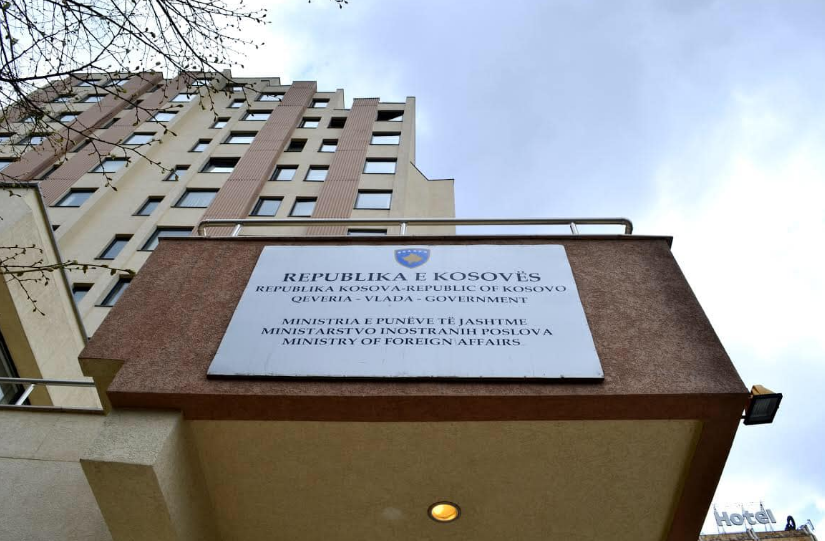 REPUBLIKA E KOSOVËS
REPUBLIKA KOSOVA-REPUBLIC OF KOSOVO
QEVERIA - VLADA - GOVERNMENT
MINISTRIA E PUNËVE TË JASHTME
MINISTARSTVO INOSTRANIH POSLOVA
MINISTRY OF FOREIGN AFFAIRS
Hotel